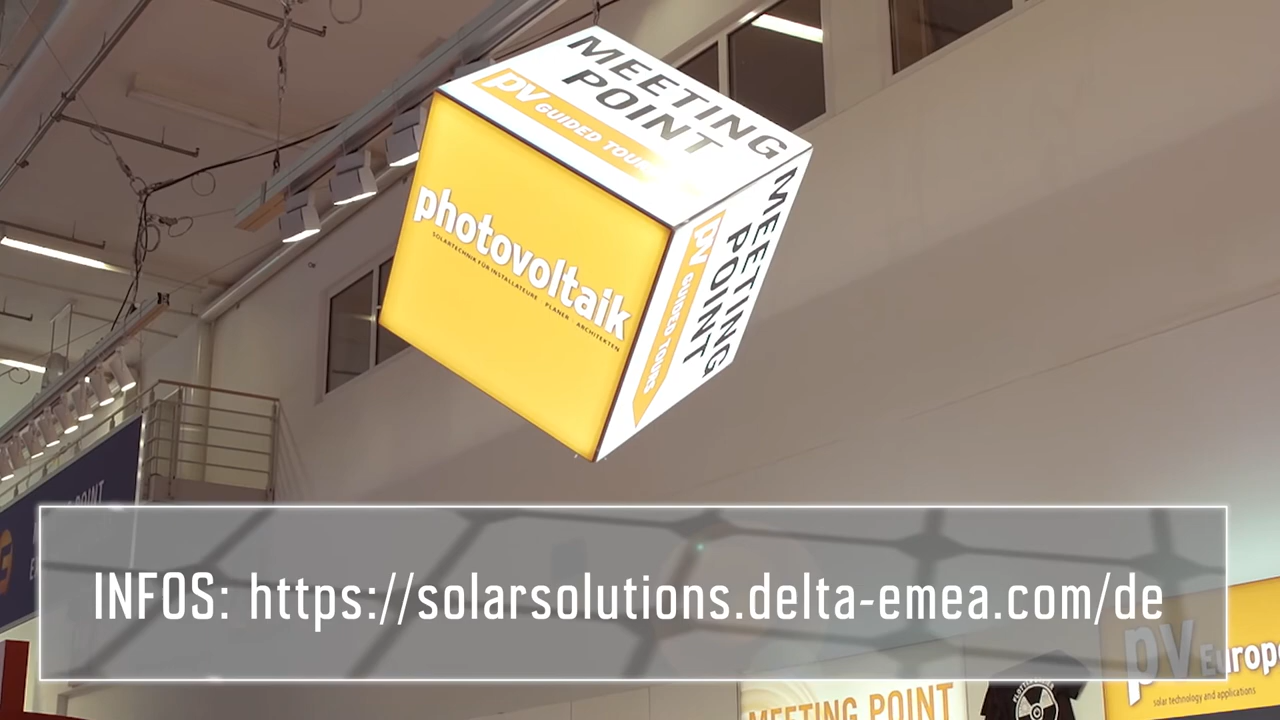 MEETING
POINT
pv GUIDED TOURS
photovoltaik
SOLARTECHNIK FÜR INSTALLATEURE · PLANER · ARCHITEKTEN
MEETING
POINT
pv GUIDED TOURS
POINT
INFOS: https://solarsolutions.delta-emea.com/de
pv Europe
solar technology and applications
MEETING POINT